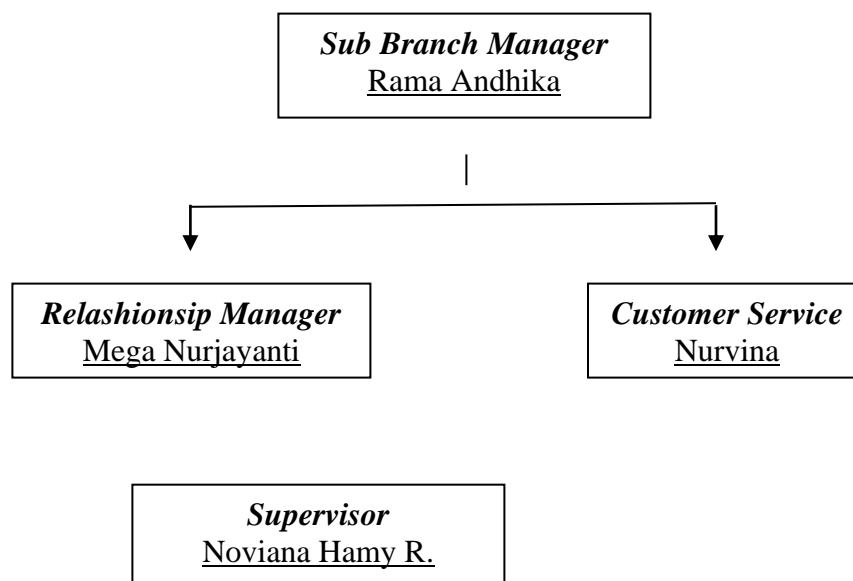 Sub Branch Manager
Rama Andhika
Relashionsip Manager
Mega Nurjayanti
Customer Service
Nurvina
Supervisor
Noviana Hamy R.